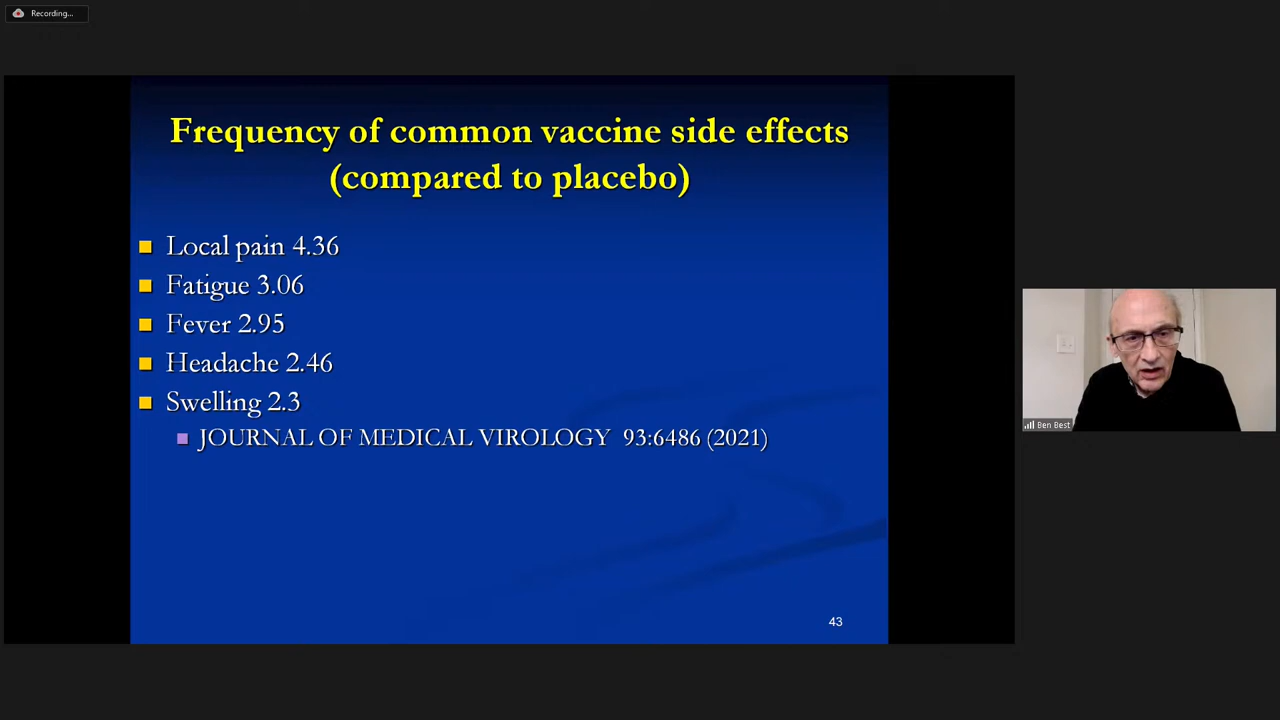 Recording...
Frequency of common vaccine side effects
(compared to placebo)
Local pain 4.36
Fatigue 3.06
Fever 2.95
Headache 2.46
Swelling 2.3
JOURNAL OF MEDICAL VIROLOGY 93:6486 (2021)
43
Ben Best